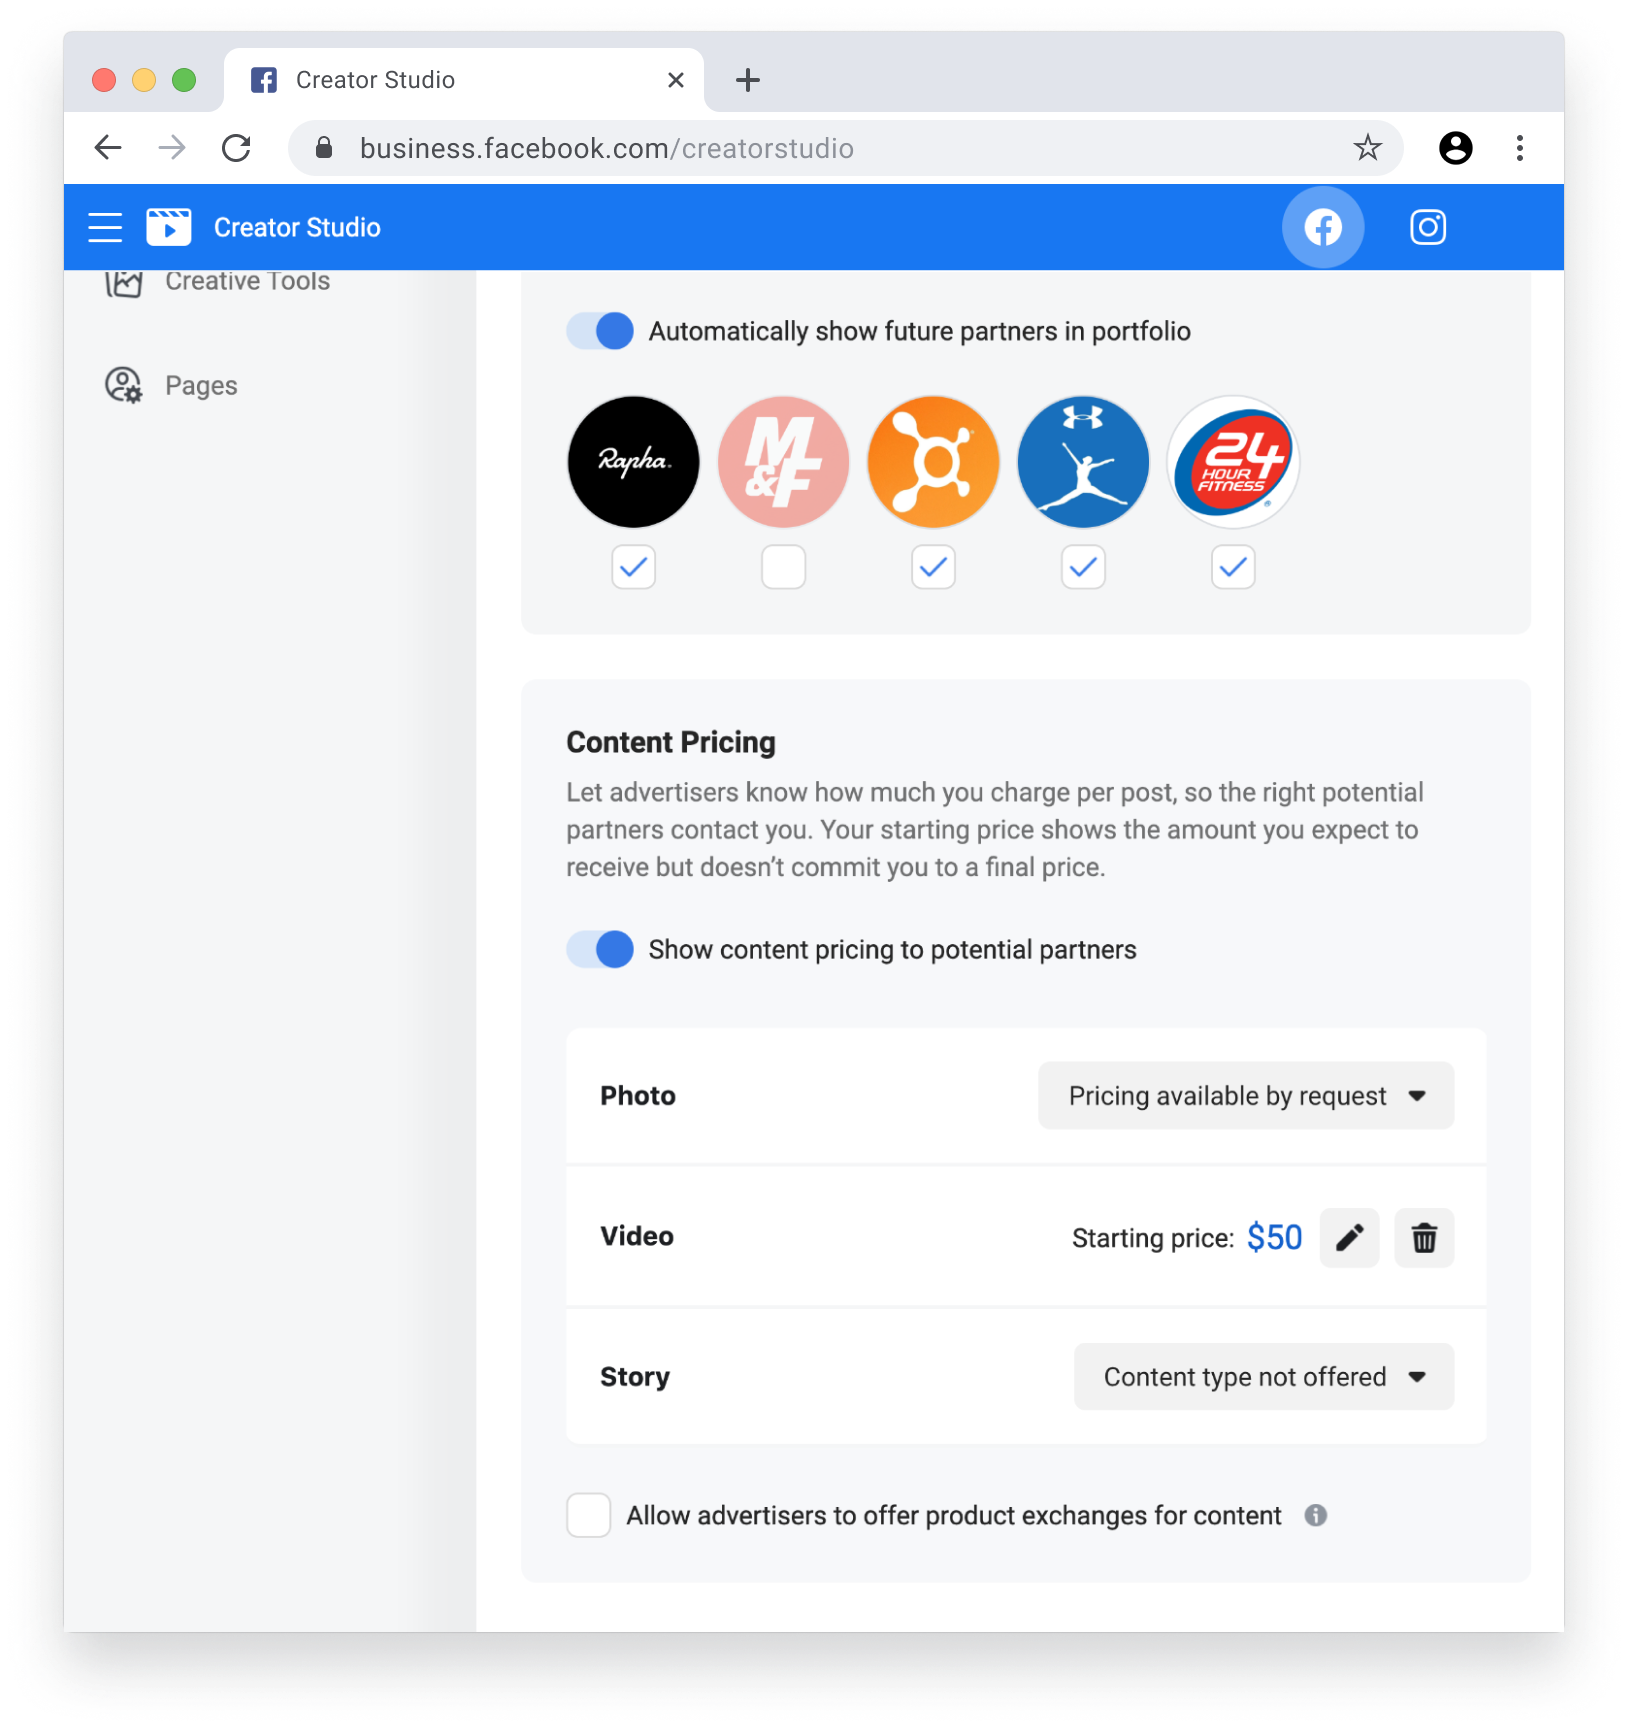 Creator Studio
business.facebook.com/creatorstudio
Creator Studio
Creative Tools
Pages
Automatically show future partners in portfolio
Rapha.
M&F
24
HOUR
FITNESS
Content Pricing
Let advertisers know how much you charge per post, so the right potential
partners contact you. Your starting price shows the amount you expect to
receive but doesn’t commit you to a final price.
Show content pricing to potential partners
Photo
Pricing available by request
Video
Starting price: $50
Story
Content type not offered
Allow advertisers to offer product exchanges for content